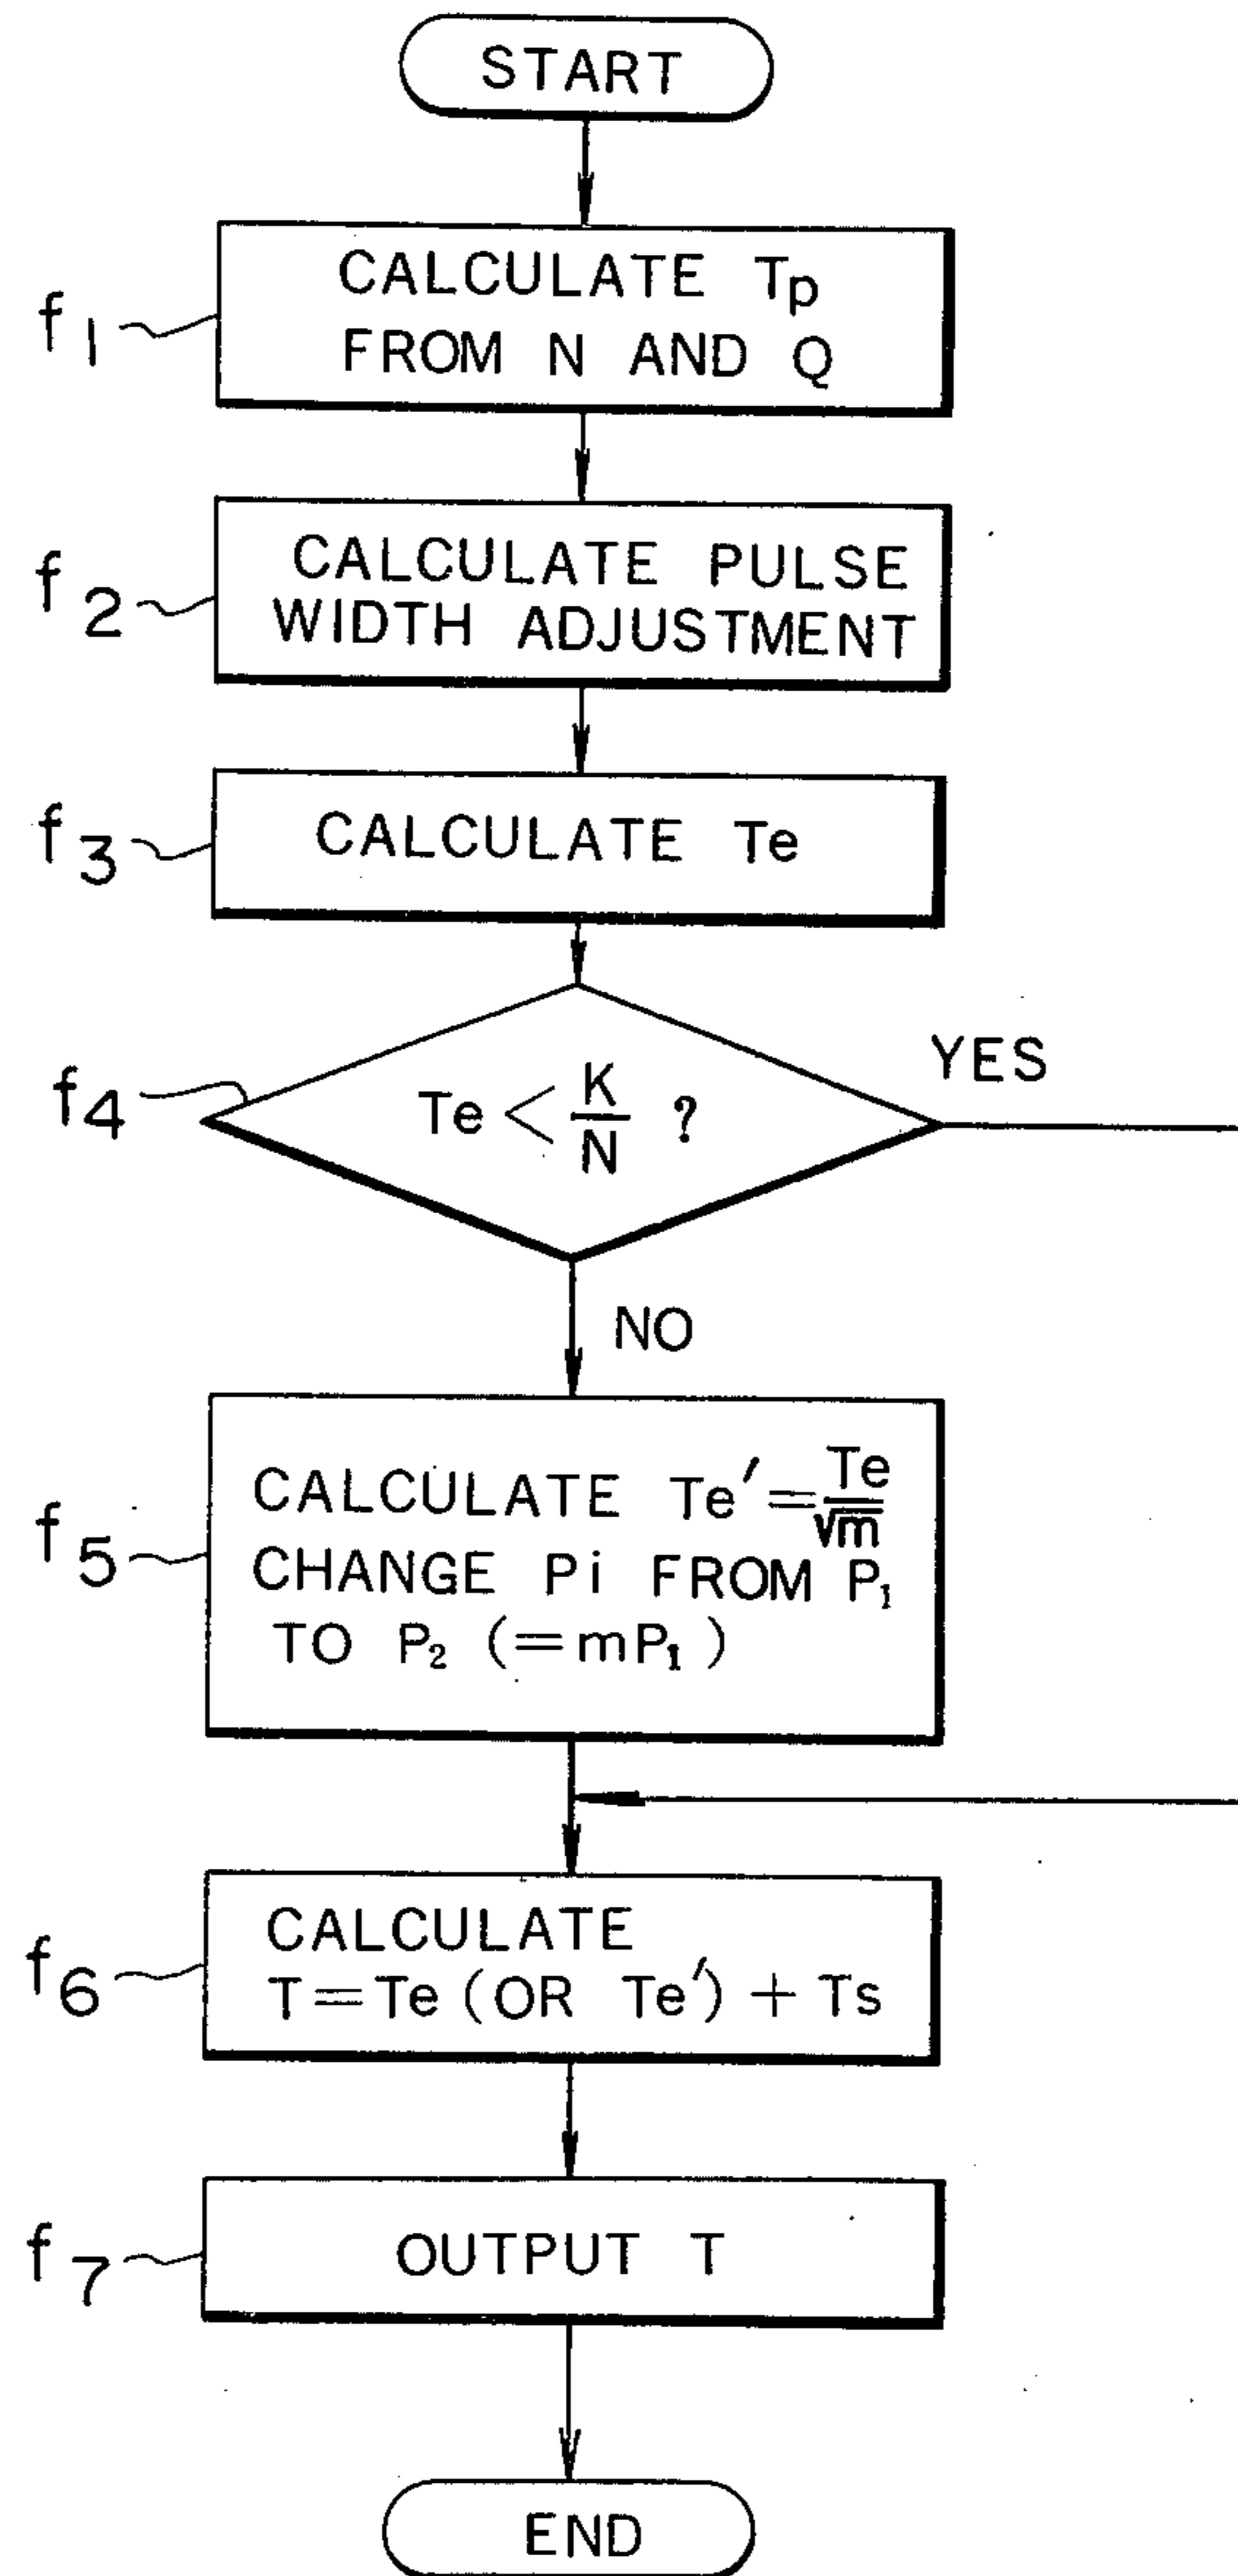 START
f1
CALCULATE Tp
FROM N AND Q
f2
CALCULATE PULSE
WIDTH ADJUSTMENT
f3
CALCULATE Te
f4
Te < K/N ?
YES
NO
f5
CALCULATE Te′ = Te/√m
CHANGE Pi FROM P₁
TO P₂ (=mP₁)
f6
CALCULATE
T = Te (OR Te′) + Ts
f7
OUTPUT T
END